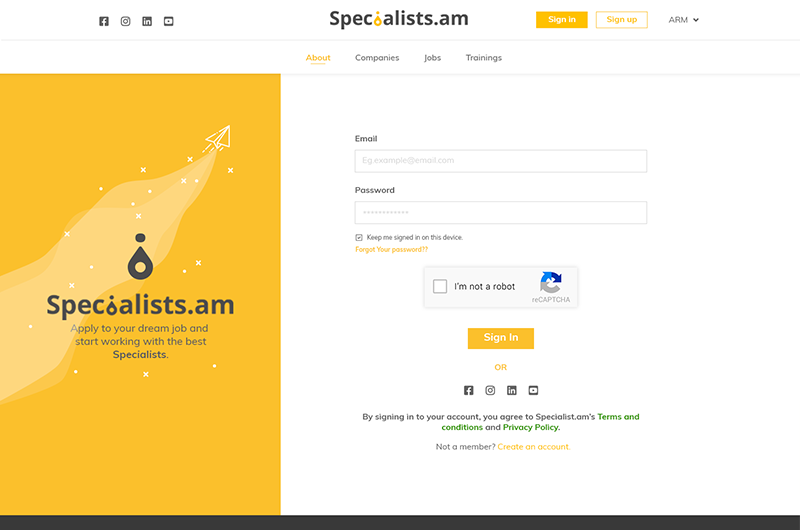 Specialists.am
Sign in
Sign up
ARM
About
Companies
Jobs
Trainings
Specialists.am
Apply to your dream job and
start working with the best
Specialists.
Email
Eg.example@email.com
Password
************
Keep me signed in on this device.
Forgot Your password??
I'm not a robot
reCAPTCHA
Sign In
OR
By signing in to your account, you agree to Specialist.am's Terms and
conditions and Privacy Policy.
Not a member? Create an account